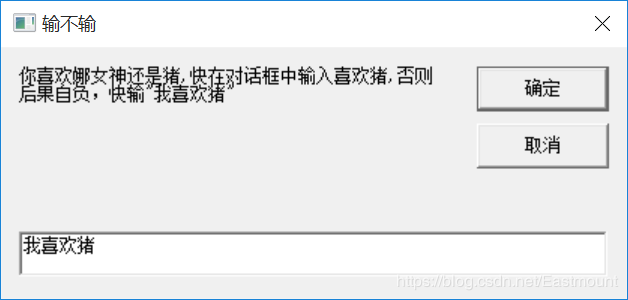 输不输
你喜欢娜女神还是猪,快在对话框中输入喜欢猪,否则
后果自负，快输"我喜欢猪"
确定
取消
我喜欢猪
https://blog.csdn.net/Eastmount